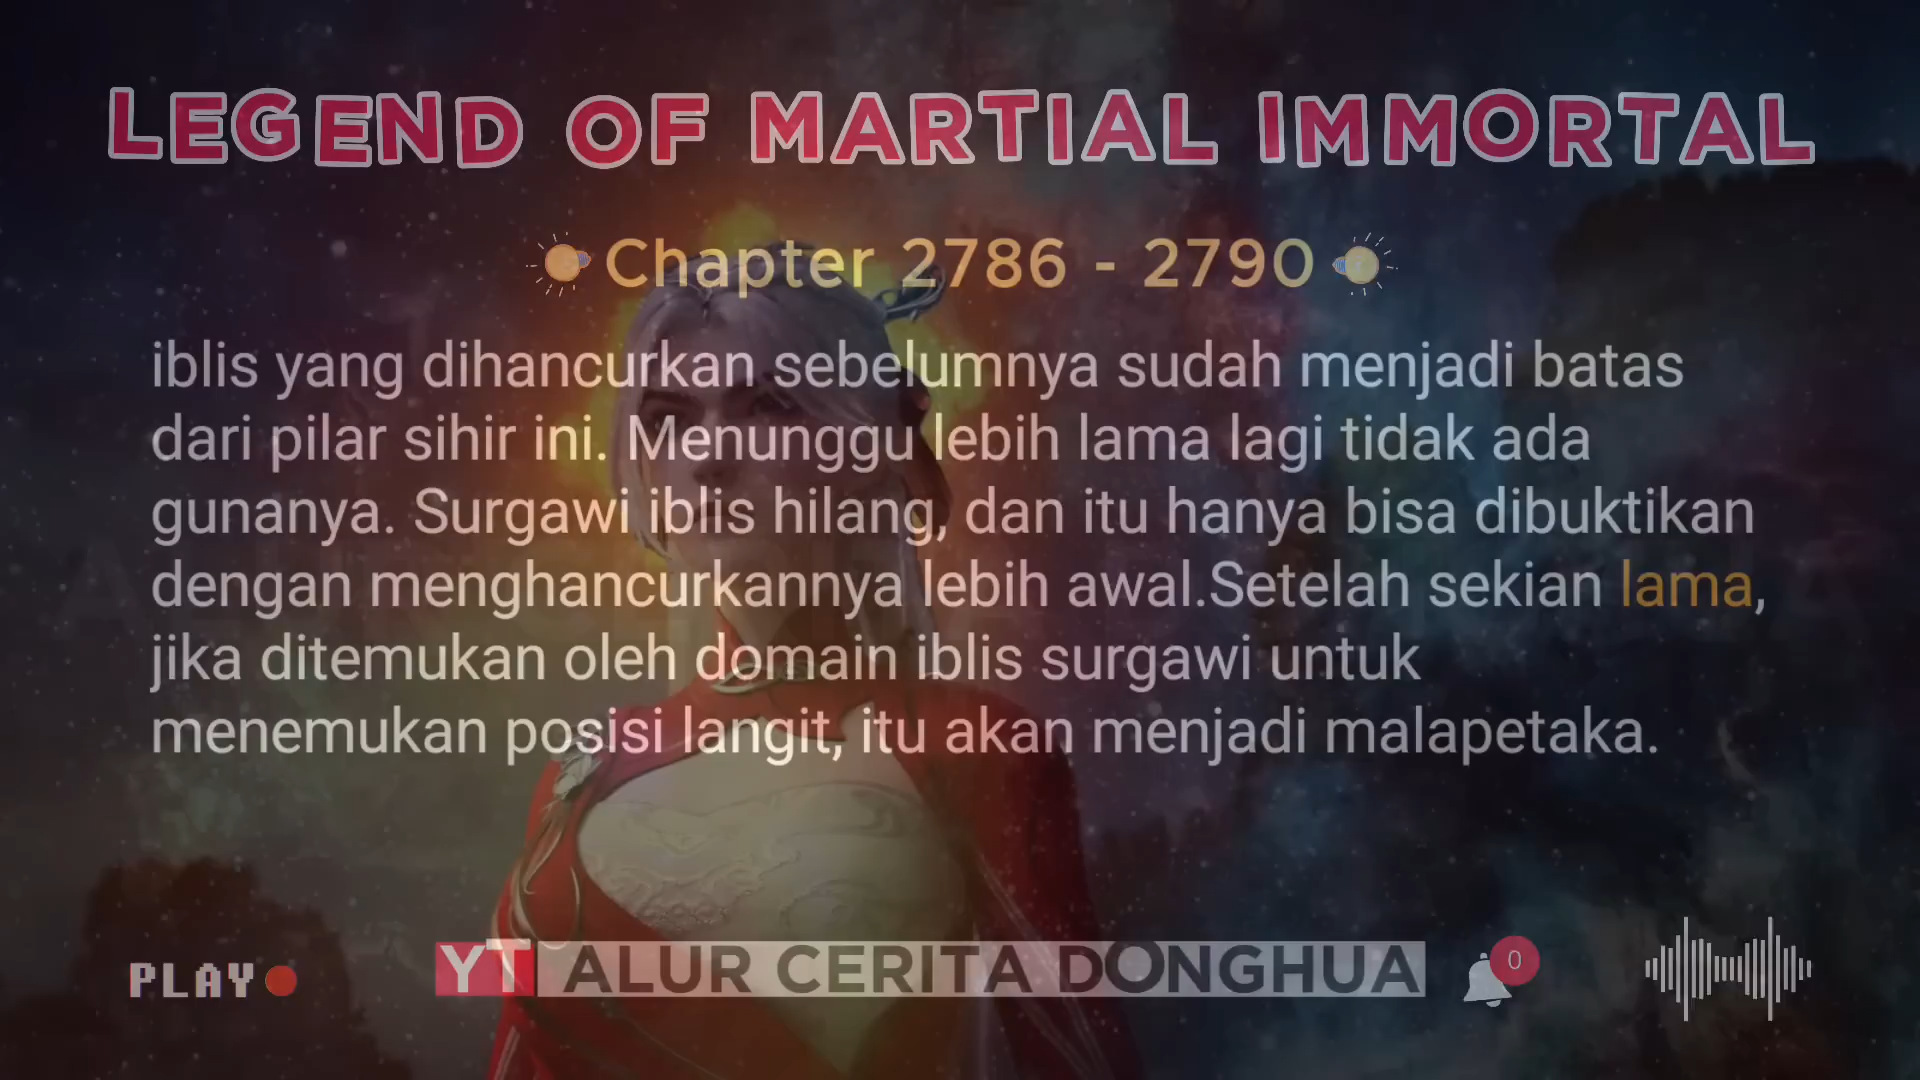 LEGEND OF MARTIAL IMMORTAL
Chapter 2786 - 2790
iblis yang dihancurkan sebelumnya sudah menjadi batas
dari pilar sihir ini. Menunggu lebih lama lagi tidak ada
gunanya. Surgawi iblis hilang, dan itu hanya bisa dibuktikan
dengan menghancurkannya lebih awal.Setelah sekian lama,
jika ditemukan oleh domain iblis surgawi untuk
menemukan posisi langit, itu akan menjadi malapetaka.
PLAY
YT ALUR CERITA DONGHUA
0